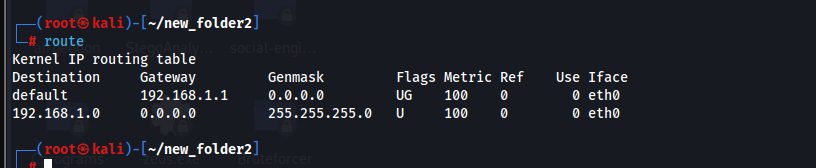 ┌──(root㉿kali)-[~/new_folder2]
└─# route
Kernel IP routing table
Destination     Gateway         Genmask         Flags Metric Ref    Use Iface
default         192.168.1.1     0.0.0.0         UG    100    0        0 eth0
192.168.1.0     0.0.0.0         255.255.255.0   U     100    0        0 eth0

┌──(root㉿kali)-[~/new_folder2]
└─#